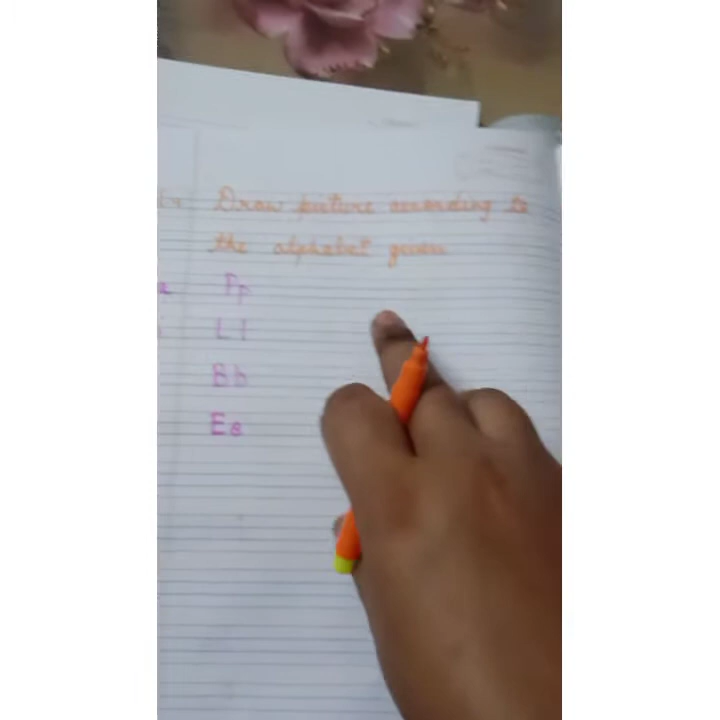 Draw picture according to
the alphabet given
Pp
Ll
Bb
Ee